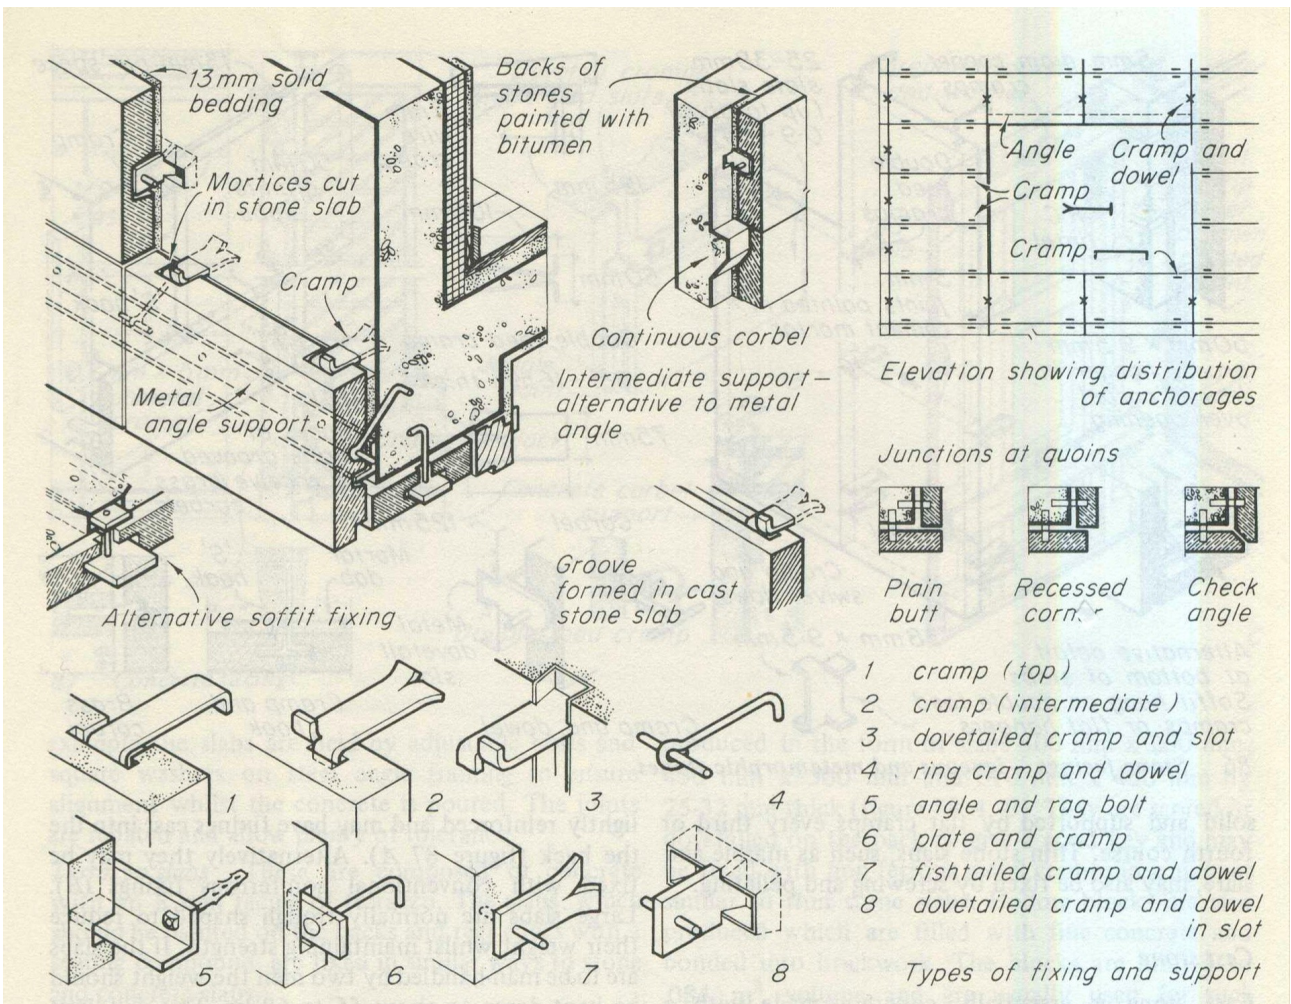 13mm solid
bedding
Mortices cut
in stone slab
Cramp
Metal
angle support
Alternative soffit fixing
Backs of
stones
painted with
bitumen
Continuous corbel
Intermediate support—
alternative to metal
angle
Groove
formed in cast
stone slab
Angle
Cramp and
dowel
Cramp
Cramp
Elevation showing distribution
of anchorages
Junctions at quoins
Plain
butt
Recessed
corner
Check
angle
1 cramp (top)
2 cramp (intermediate)
3 dovetailed cramp and slot
4 ring cramp and dowel
5 angle and rag bolt
6 plate and cramp
7 fishtailed cramp and dowel
8 dovetailed cramp and dowel
in slot
Types of fixing and support
1
2
3
4
5
6
7
8